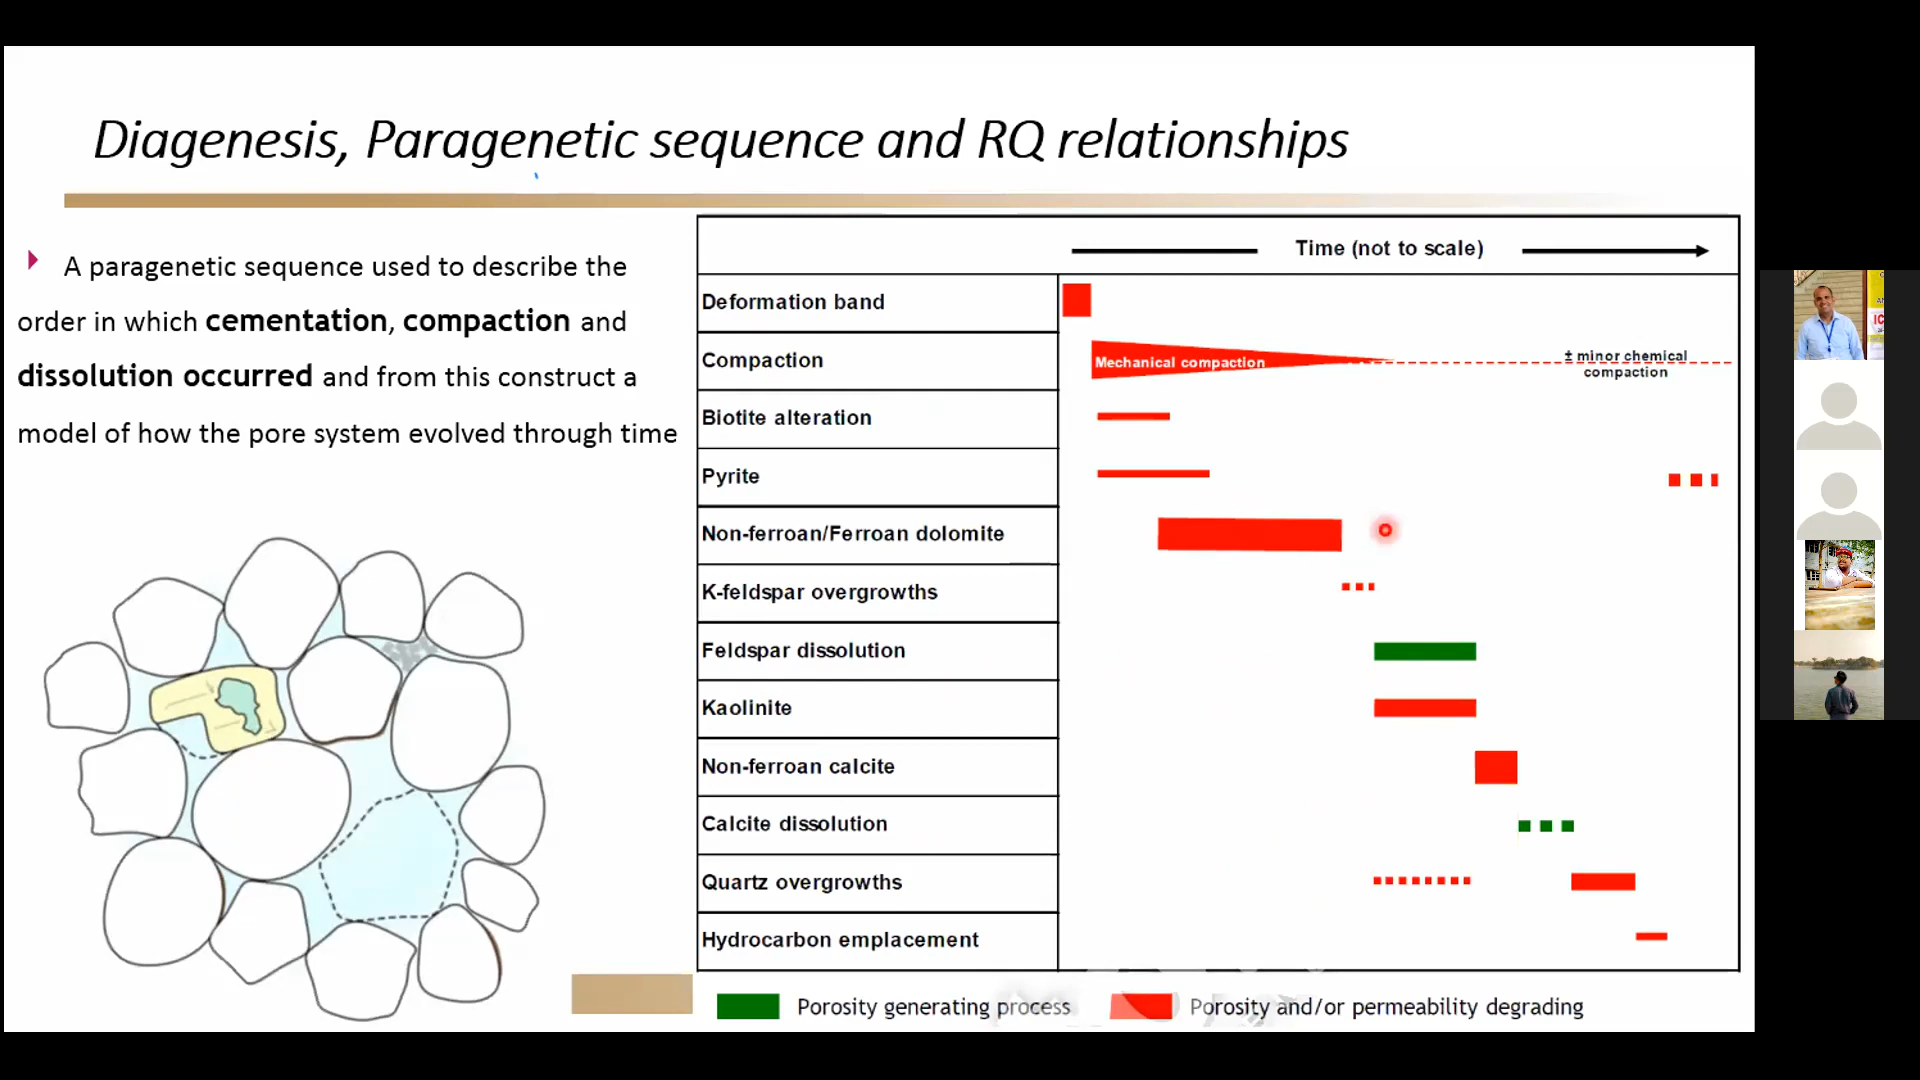 Diagenesis, Paragenetic sequence and RQ relationships
A paragenetic sequence used to describe the
order in which cementation, compaction and
dissolution occurred and from this construct a
model of how the pore system evolved through time
Time (not to scale)
Deformation band
Compaction
Mechanical compaction
± minor chemical
compaction
Biotite alteration
Pyrite
Non-ferroan/Ferroan dolomite
K-feldspar overgrowths
Feldspar dissolution
Kaolinite
Non-ferroan calcite
Calcite dissolution
Quartz overgrowths
Hydrocarbon emplacement
Porosity generating process
Porosity and/or permeability degrading